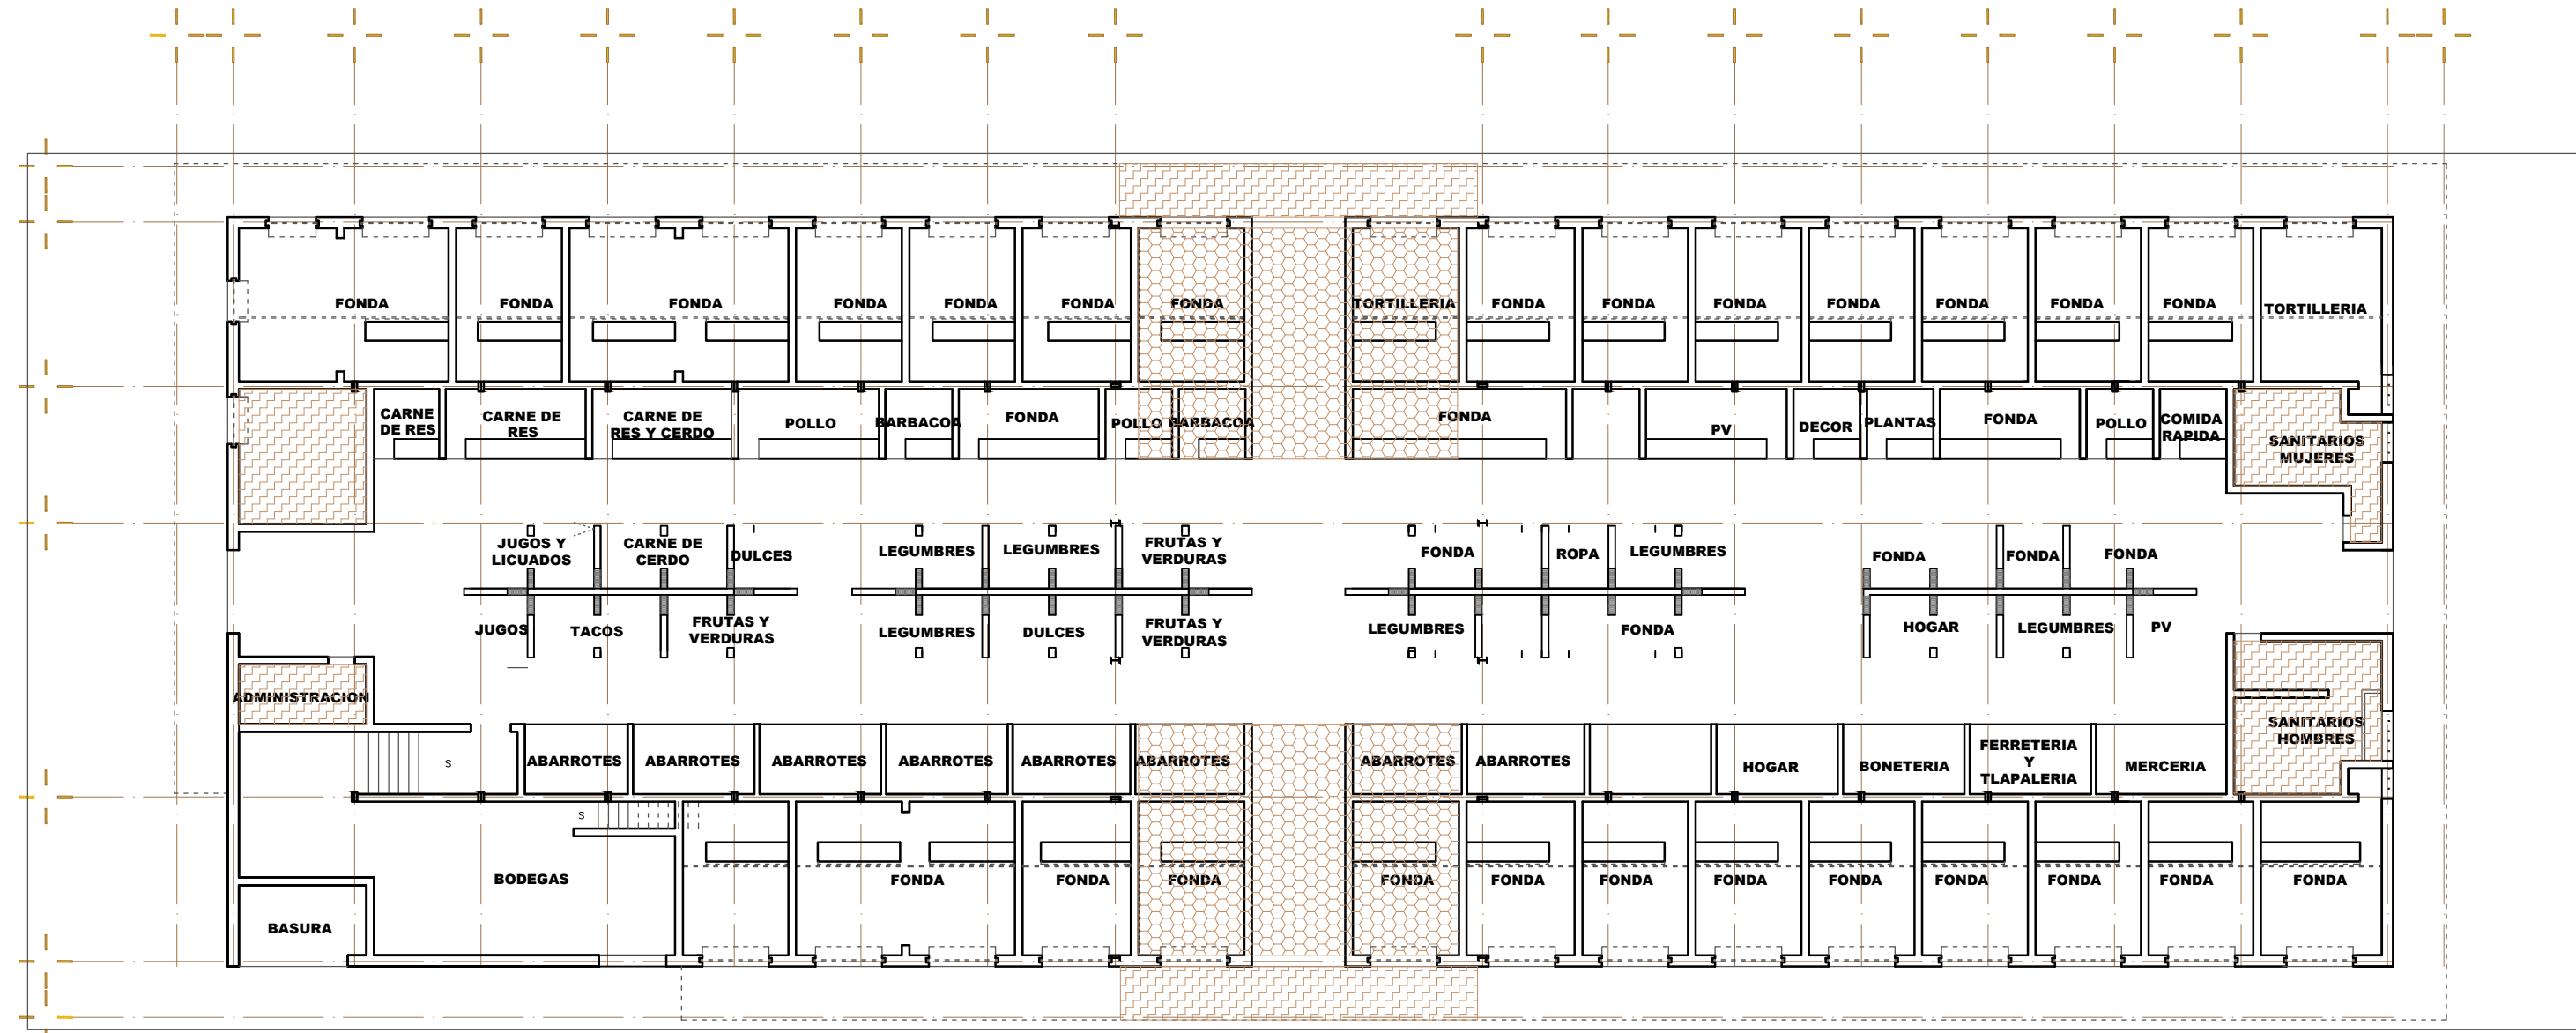 FONDA
FONDA
FONDA
FONDA
FONDA
FONDA
FONDA
TORTILLERIA
FONDA
FONDA
FONDA
FONDA
FONDA
FONDA
FONDA
TORTILLERIA
CARNE
DE RES
CARNE DE
RES
CARNE DE
RES Y CERDO
POLLO
BARBACOA
FONDA
POLLO
BARBACOA
FONDA
PV
DECOR
PLANTAS
FONDA
POLLO
COMIDA
RAPIDA
SANITARIOS
MUJERES
JUGOS Y
LICUADOS
CARNE DE
CERDO
DULCES
LEGUMBRES
LEGUMBRES
FRUTAS Y
VERDURAS
FONDA
ROPA
LEGUMBRES
FONDA
FONDA
FONDA
JUGOS
TACOS
FRUTAS Y
VERDURAS
LEGUMBRES
DULCES
FRUTAS Y
VERDURAS
LEGUMBRES
FONDA
HOGAR
LEGUMBRES
PV
ADMINISTRACION
SANITARIOS
HOMBRES
S
ABARROTES
ABARROTES
ABARROTES
ABARROTES
ABARROTES
ABARROTES
ABARROTES
ABARROTES
HOGAR
BONETERIA
FERRETERIA
Y
TLAPALERIA
MERCERIA
S
BODEGAS
FONDA
FONDA
FONDA
FONDA
FONDA
FONDA
FONDA
FONDA
FONDA
FONDA
FONDA
FONDA
BASURA